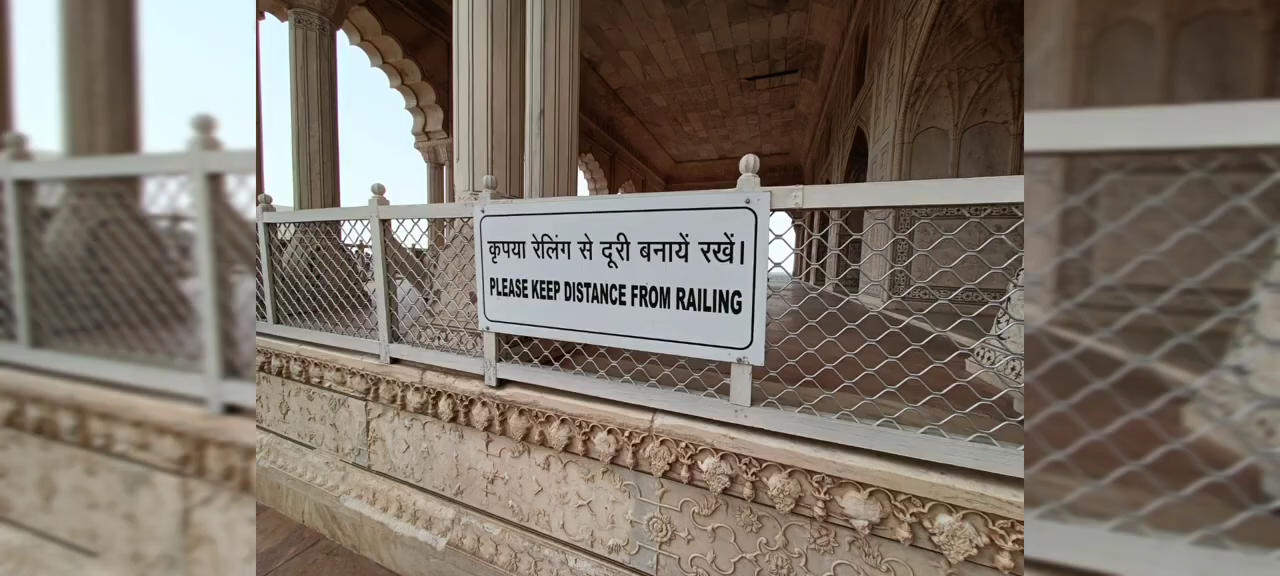 कृपया रेलिंग से दूरी बनायें रखें।
PLEASE KEEP DISTANCE FROM RAILING